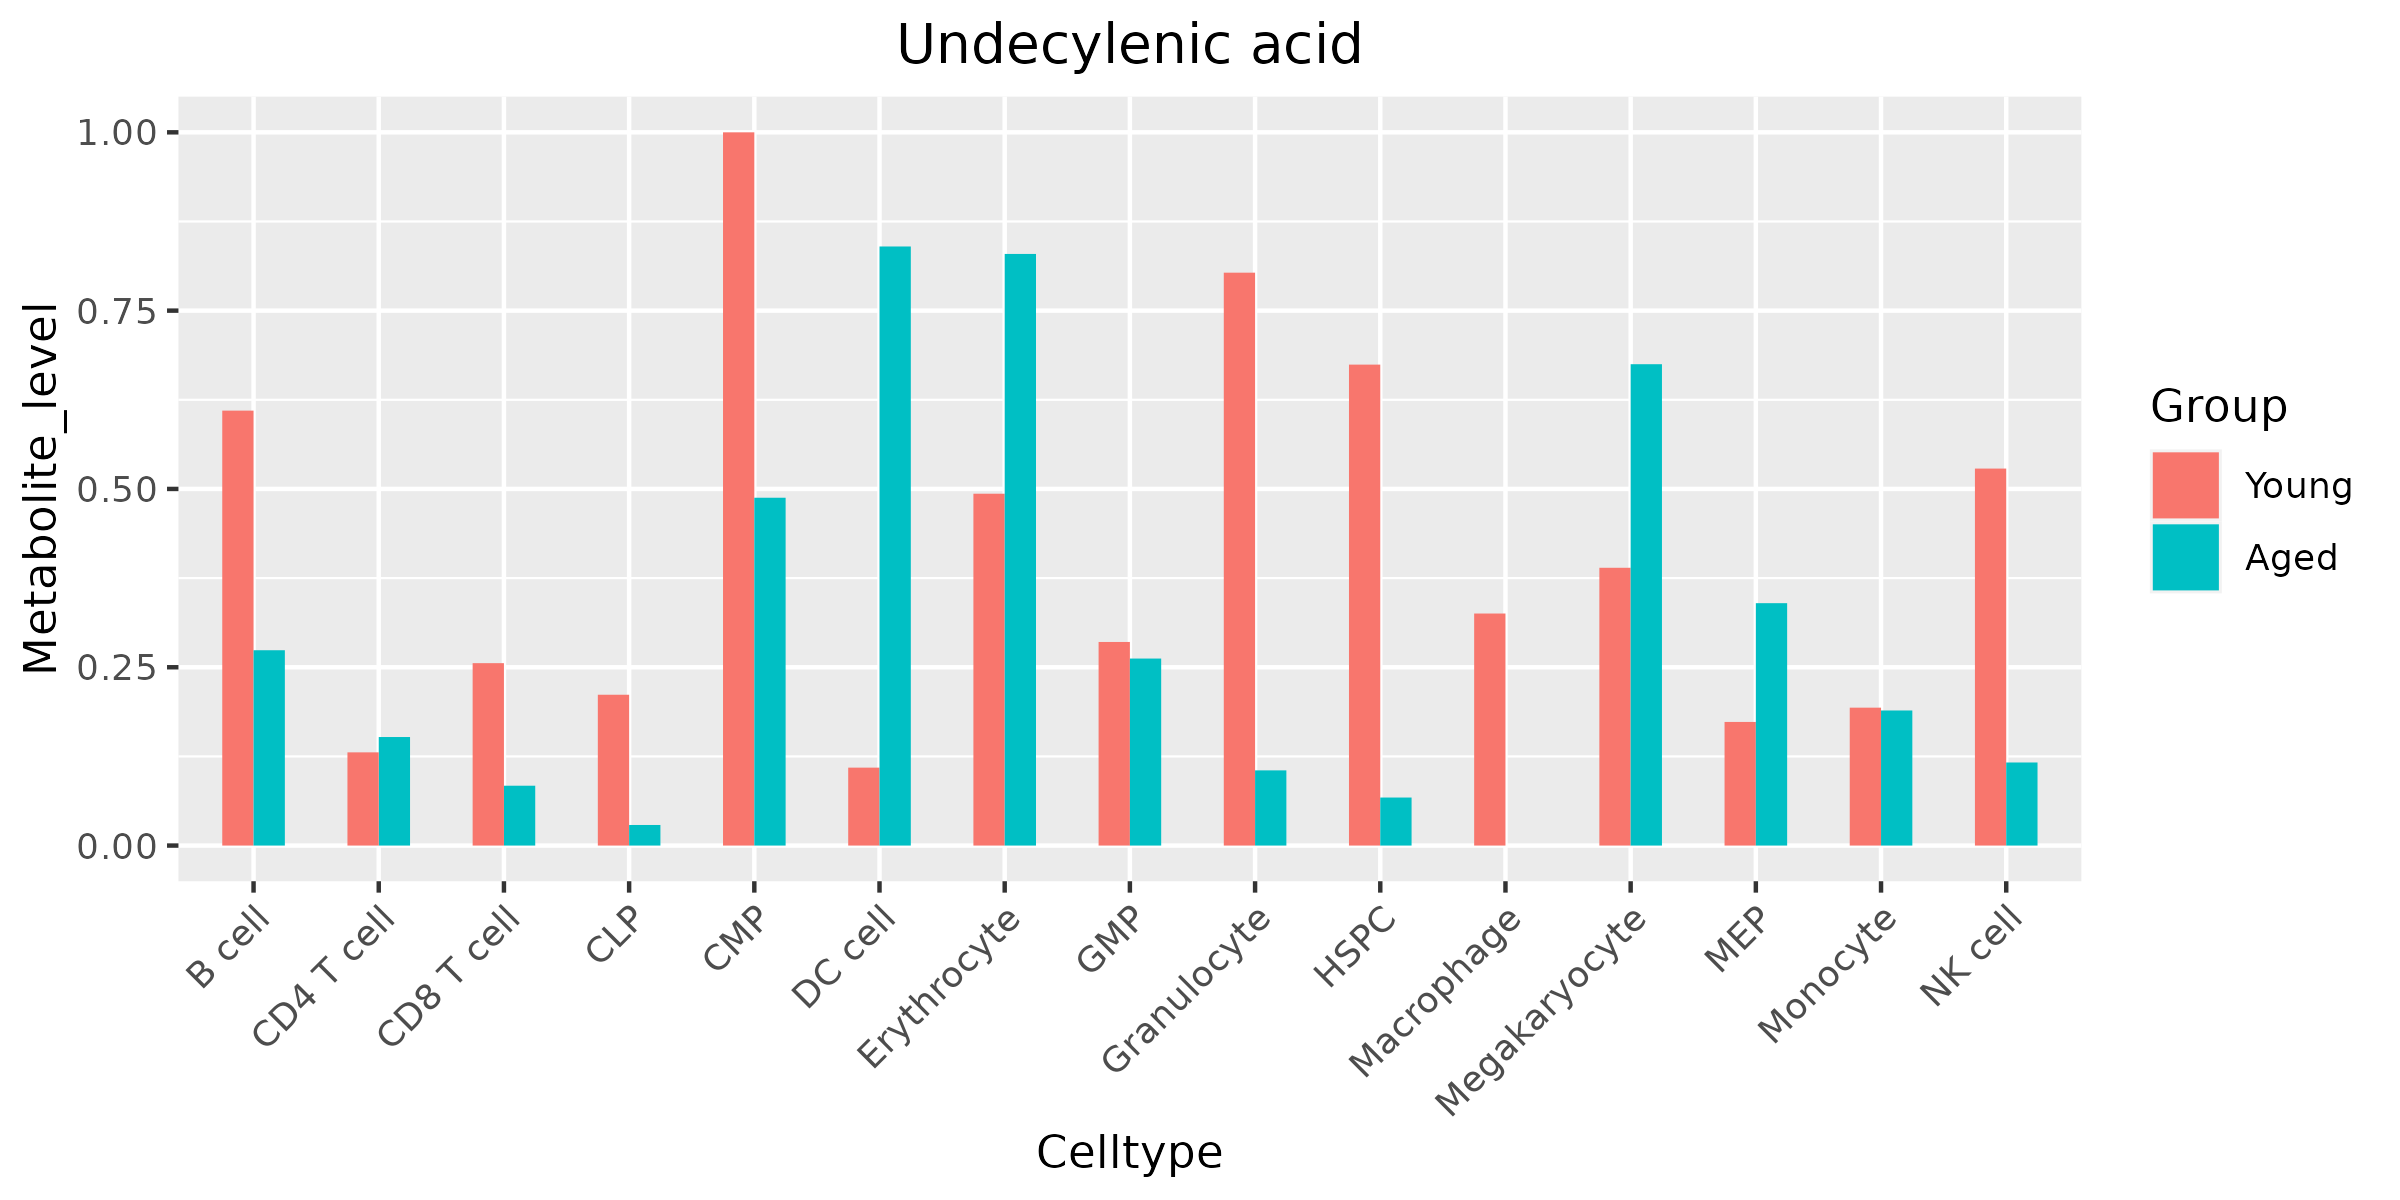 Undecylenic acid
Metabolite_level
1.00
0.75
0.50
0.25
0.00
B cell
CD4 T cell
CD8 T cell
CLP
CMP
DC cell
Erythrocyte
GMP
Granulocyte
HSPC
Macrophage
Megakaryocyte
MEP
Monocyte
NK cell
Celltype
Group
Young
Aged